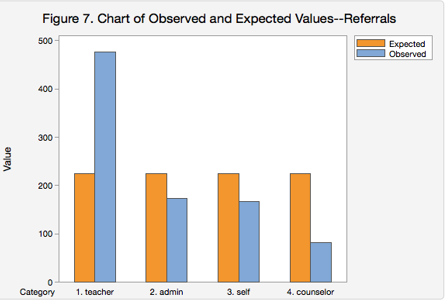 Figure 7. Chart of Observed and Expected Values--Referrals
Expected
Observed
500
400
300
200
100
0
Value
Category
1. teacher
2. admin
3. self
4. counselor